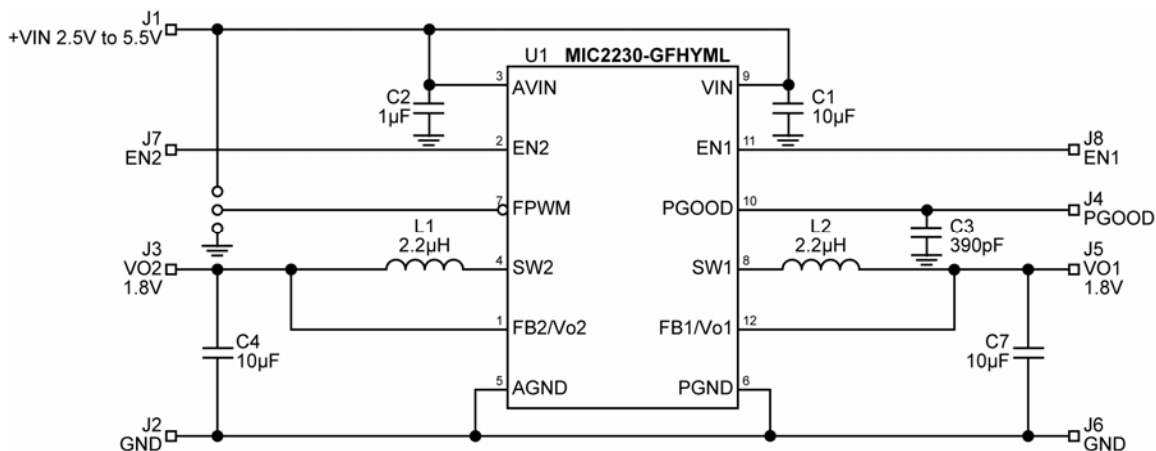 J1
+VIN 2.5V to 5.5V
U1 MIC2230-GFHYML
3
AVIN
VIN
9
C2
1µF
C1
10µF
J7
EN2
2
EN2
EN1
11
J8
EN1
7
FPWM
PGOOD
10
J4
PGOOD
L1
2.2µH
L2
2.2µH
C3
390pF
J3
VO2
1.8V
4
SW2
SW1
8
J5
VO1
1.8V
1
FB2/Vo2
FB1/Vo1
12
C4
10µF
C7
10µF
5
AGND
PGND
6
J2
GND
J6
GND